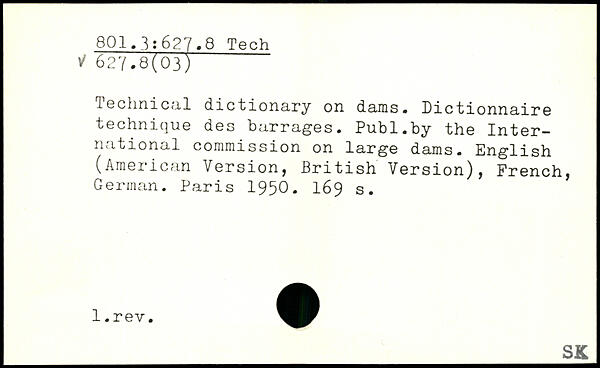 801.3:627.8 Tech
√ 627.8(03)
Technical dictionary on dams. Dictionnaire
technique des barrages. Publ.by the Inter-
national commission on large dams. English
(American Version, British Version), French,
German. Paris 1950. 169 s.
l.rev.
SK